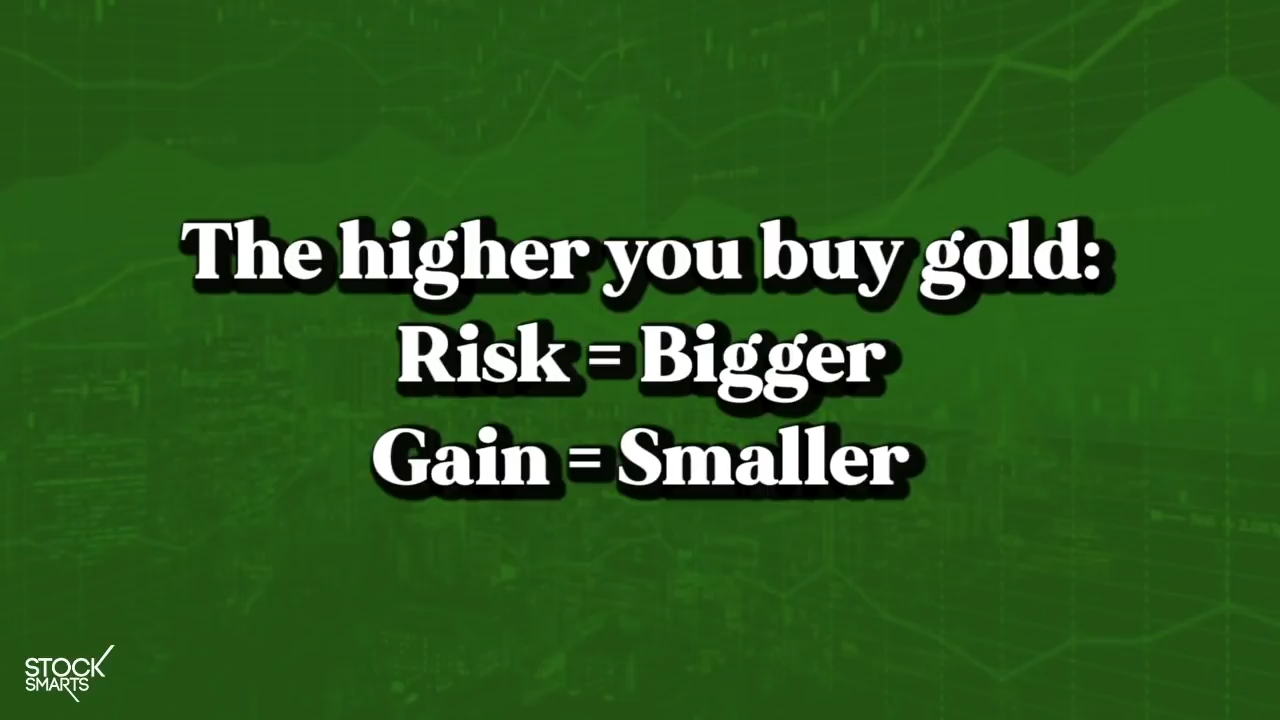 The higher you buy gold:
Risk = Bigger
Gain = Smaller
STOCK
SMARTS